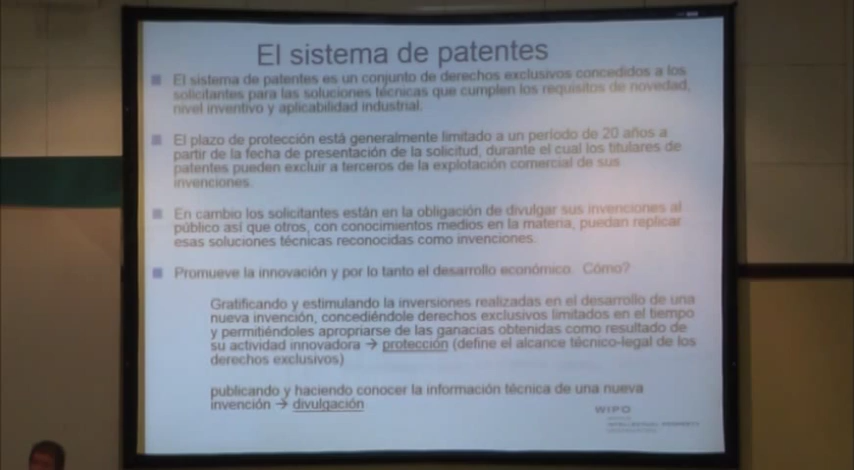 El sistema de patentes
El sistema de patentes es un conjunto de derechos exclusivos concedidos a los
solicitantes para las soluciones técnicas que cumplen los requisitos de novedad,
nivel inventivo y aplicabilidad industrial.
El plazo de protección está generalmente limitado a un período de 20 años a
partir de la fecha de presentación de la solicitud, durante el cual los titulares de
patentes pueden excluir a terceros de la explotación comercial de sus
invenciones.
En cambio los solicitantes están en la obligación de divulgar sus invenciones al
público así que otros, con conocimientos medios en la materia, puedan replicar
esas soluciones técnicas reconocidas como invenciones.
Promueve la innovación y por lo tanto el desarrollo económico. Cómo?
Gratificando y estimulando la inversiones realizadas en el desarrollo de una
nueva invención, concediéndole derechos exclusivos limitados en el tiempo
y permitiéndoles apropriarse de las ganacias obtenidas como resultado de
su actividad innovadora → protección (define el alcance técnico-legal de los
derechos exclusivos)
publicando y haciendo conocer la información técnica de una nueva
invención → divulgación
WIPO
INTELLECTUAL PROPERTY